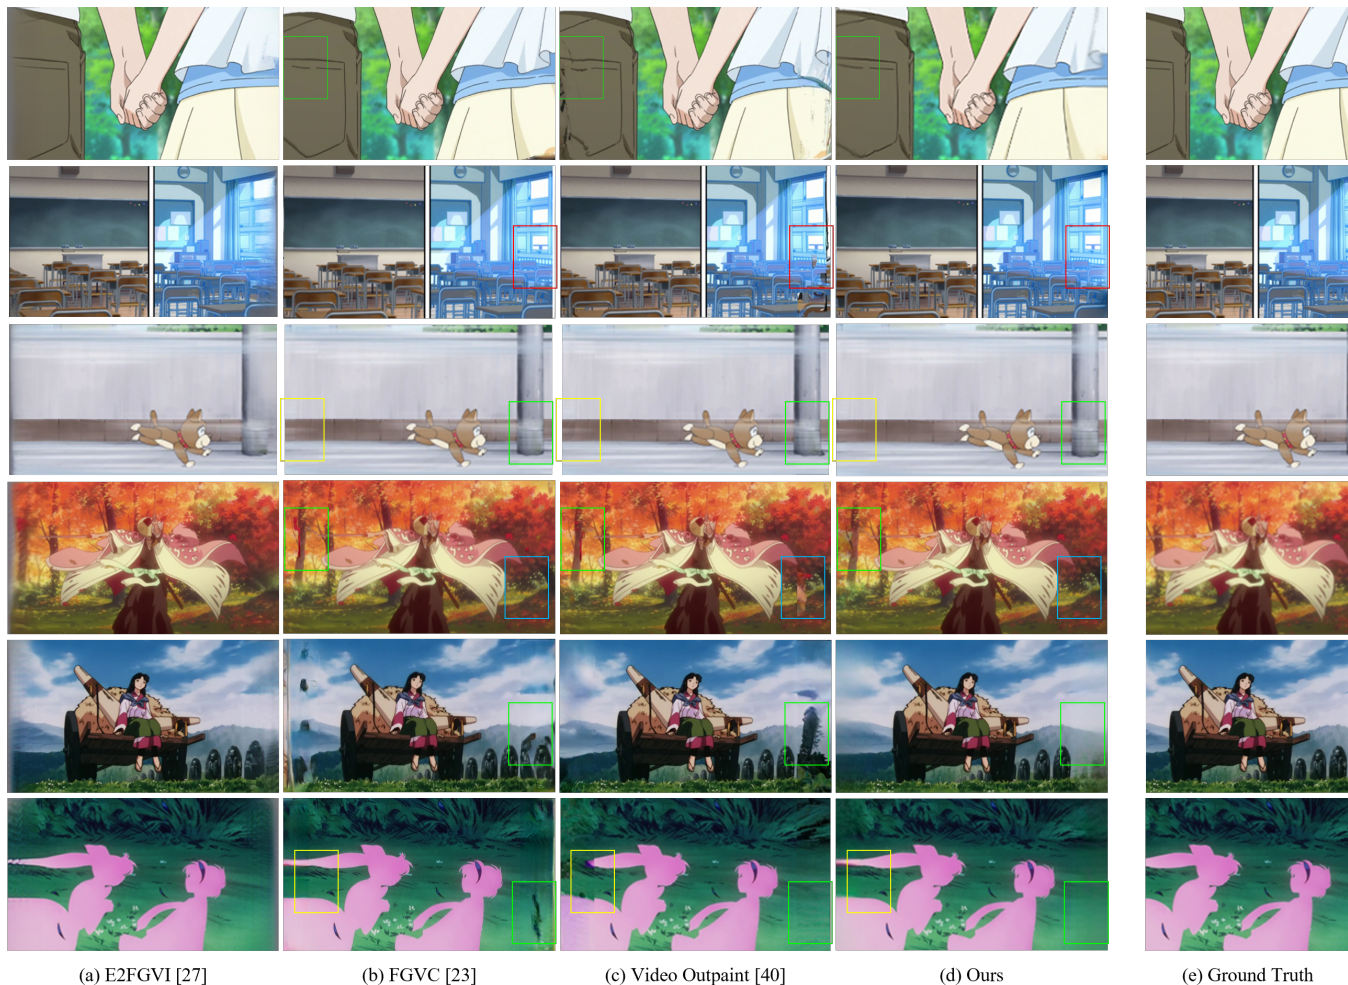 (a) E2FGVI [27]
(b) FGVC [23]
(c) Video Outpaint [40]
(d) Ours
(e) Ground Truth